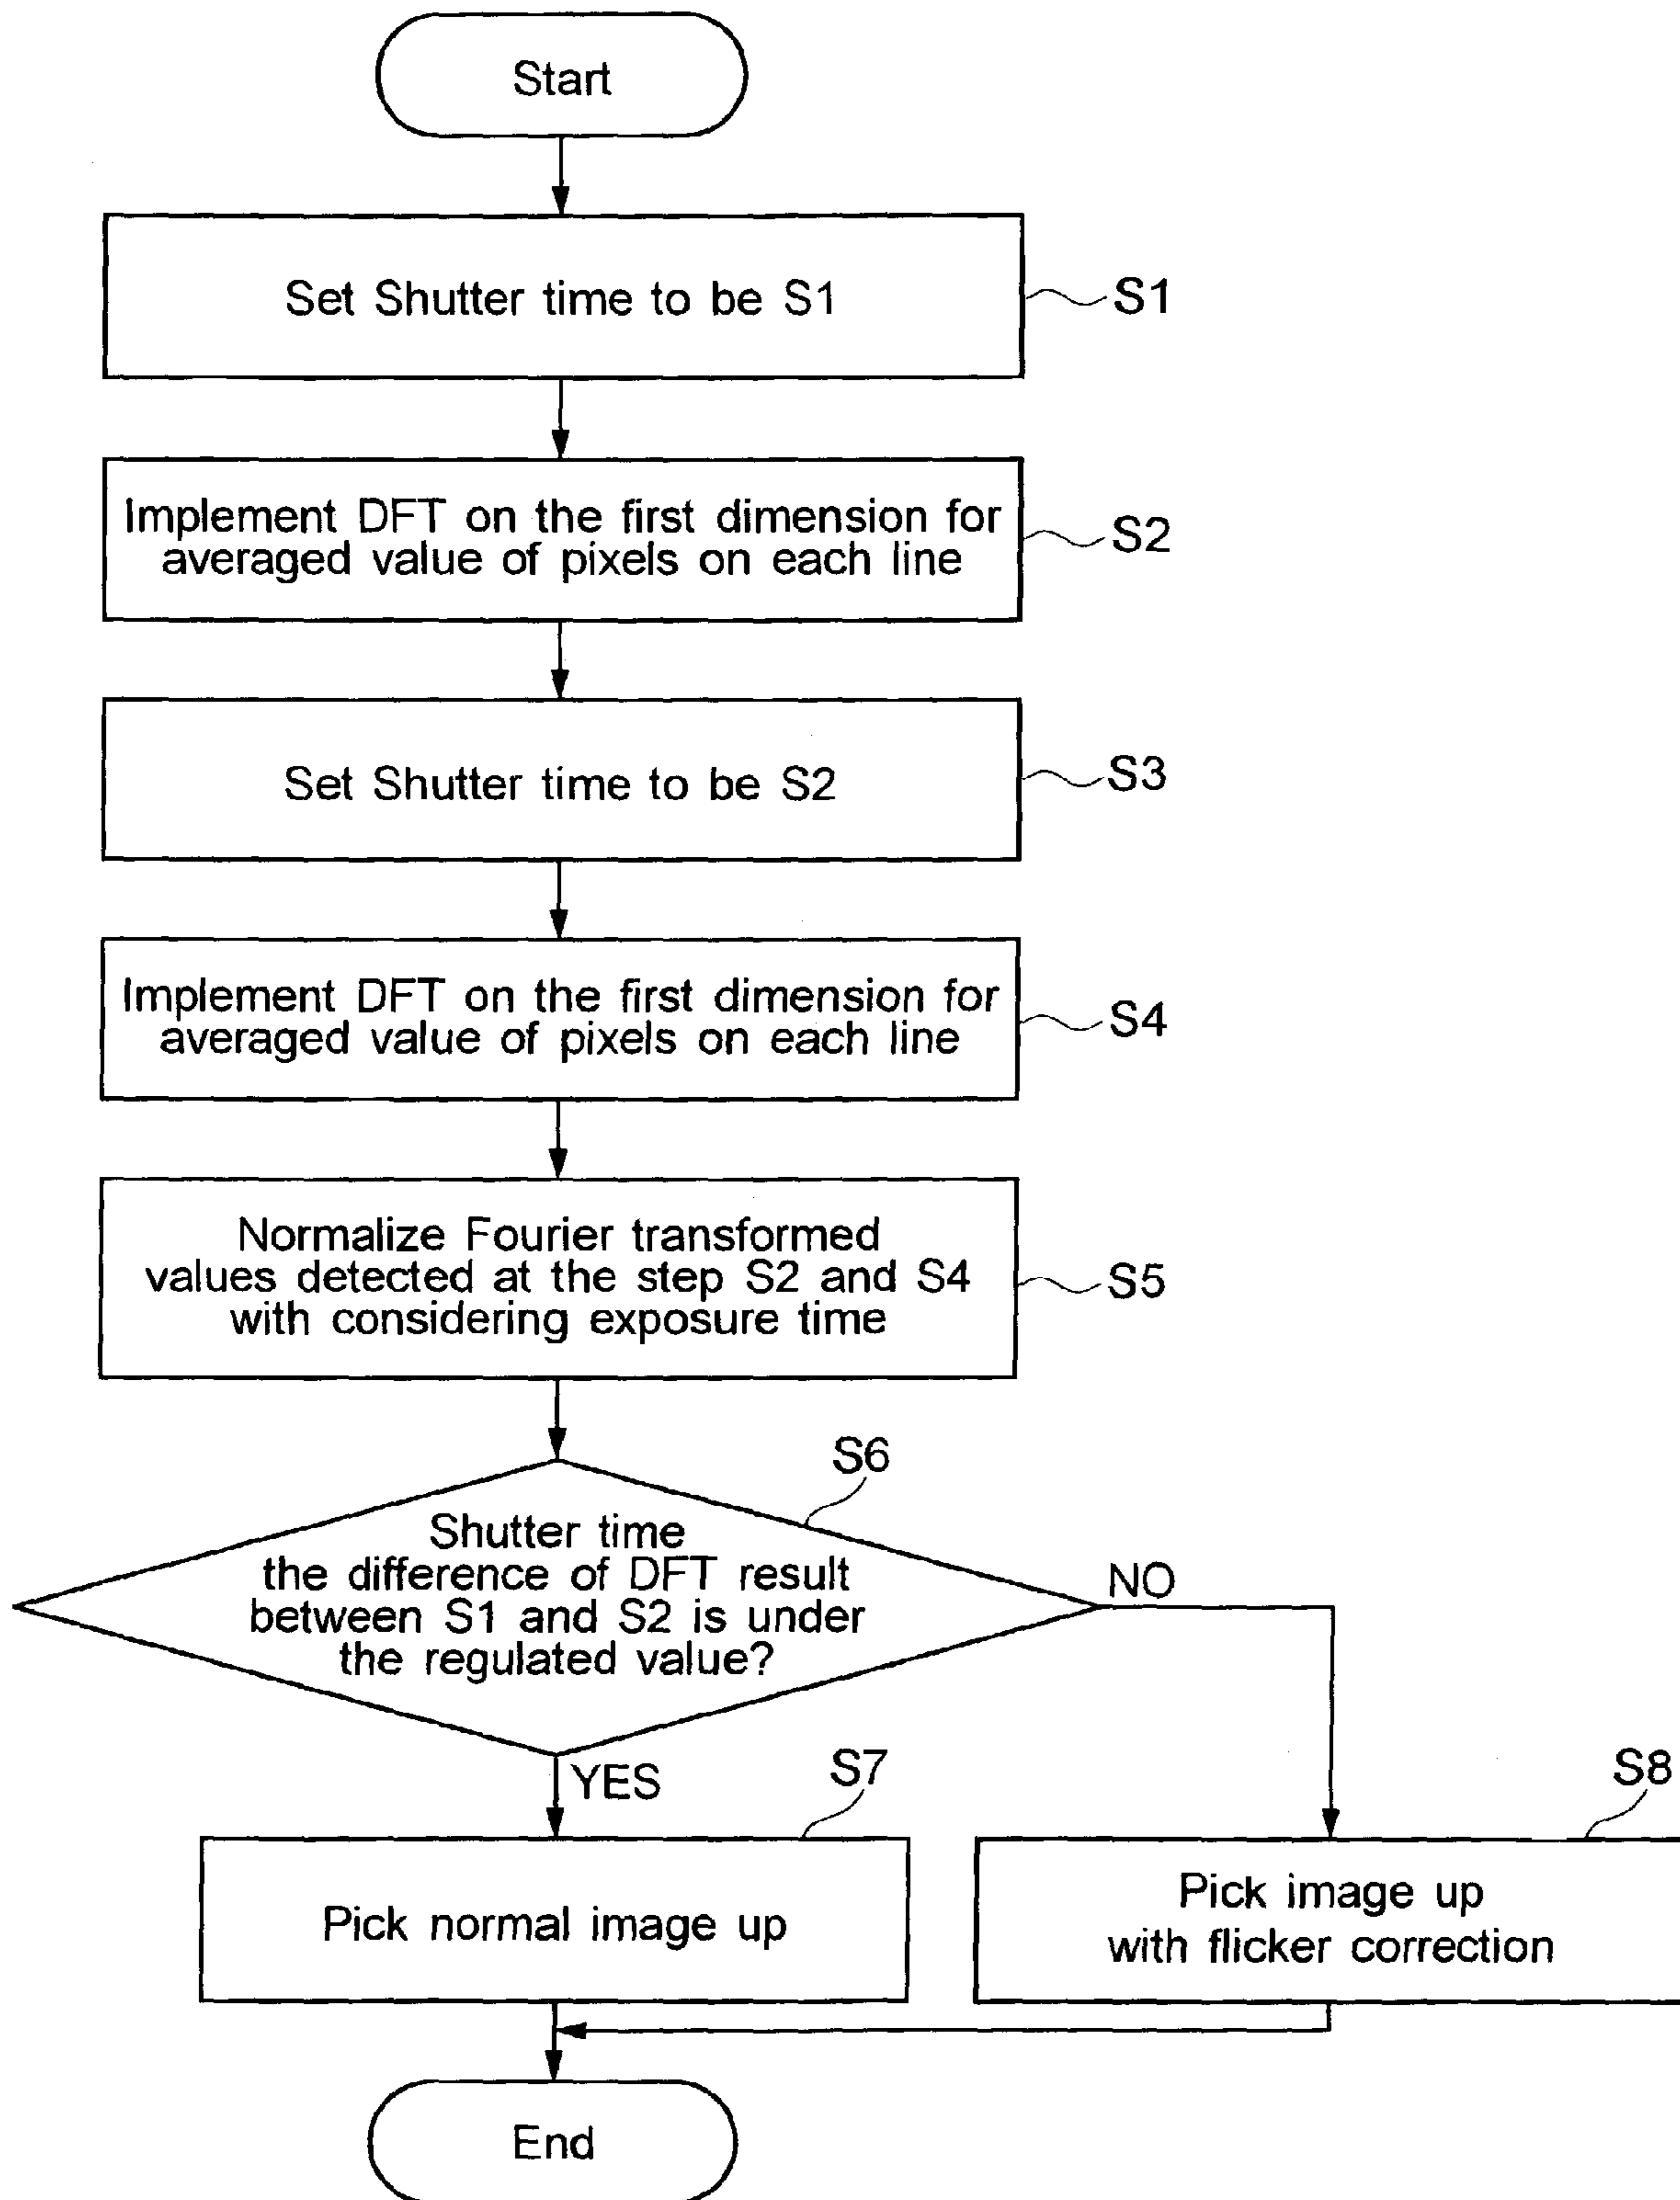 Start
Set Shutter time to be S1
S1
Implement DFT on the first dimension for
averaged value of pixels on each line
S2
Set Shutter time to be S2
S3
Implement DFT on the first dimension for
averaged value of pixels on each line
S4
Normalize Fourier transformed
values detected at the step S2 and S4
with considering exposure time
S5
S6
Shutter time
the difference of DFT result
between S1 and S2 is under
the regulated value?
NO
YES
S7
Pick normal image up
S8
Pick image up
with flicker correction
End